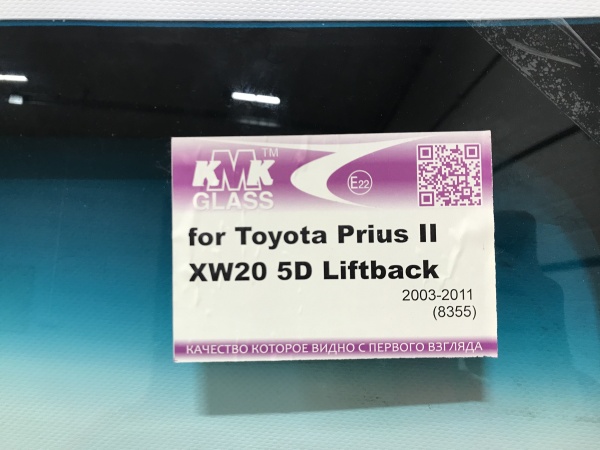 KMK™
GLASS
E22
for Toyota Prius II
XW20 5D Liftback
2003-2011
(8355)
КАЧЕСТВО КОТОРОЕ ВИДНО С ПЕРВОГО ВЗГЛЯДА